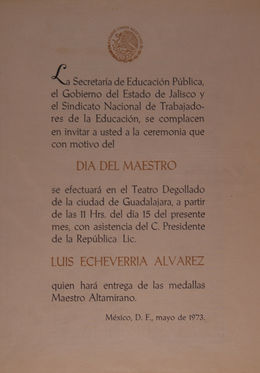 La Secretaría de Educación Pública,
el Gobierno del Estado de Jalisco y
el Sindicato Nacional de Trabajado-
res de la Educación, se complacen
en invitar a usted a la ceremonia que
con motivo del
DIA DEL MAESTRO
se efectuará en el Teatro Degollado
de la ciudad de Guadalajara, a partir
de las 11 Hrs. del día 15 del presente
mes, con asistencia del C. Presidente
de la República Lic.
LUIS ECHEVERRIA ALVAREZ
quien hará entrega de las medallas
Maestro Altamirano.
México, D. F., mayo de 1973.